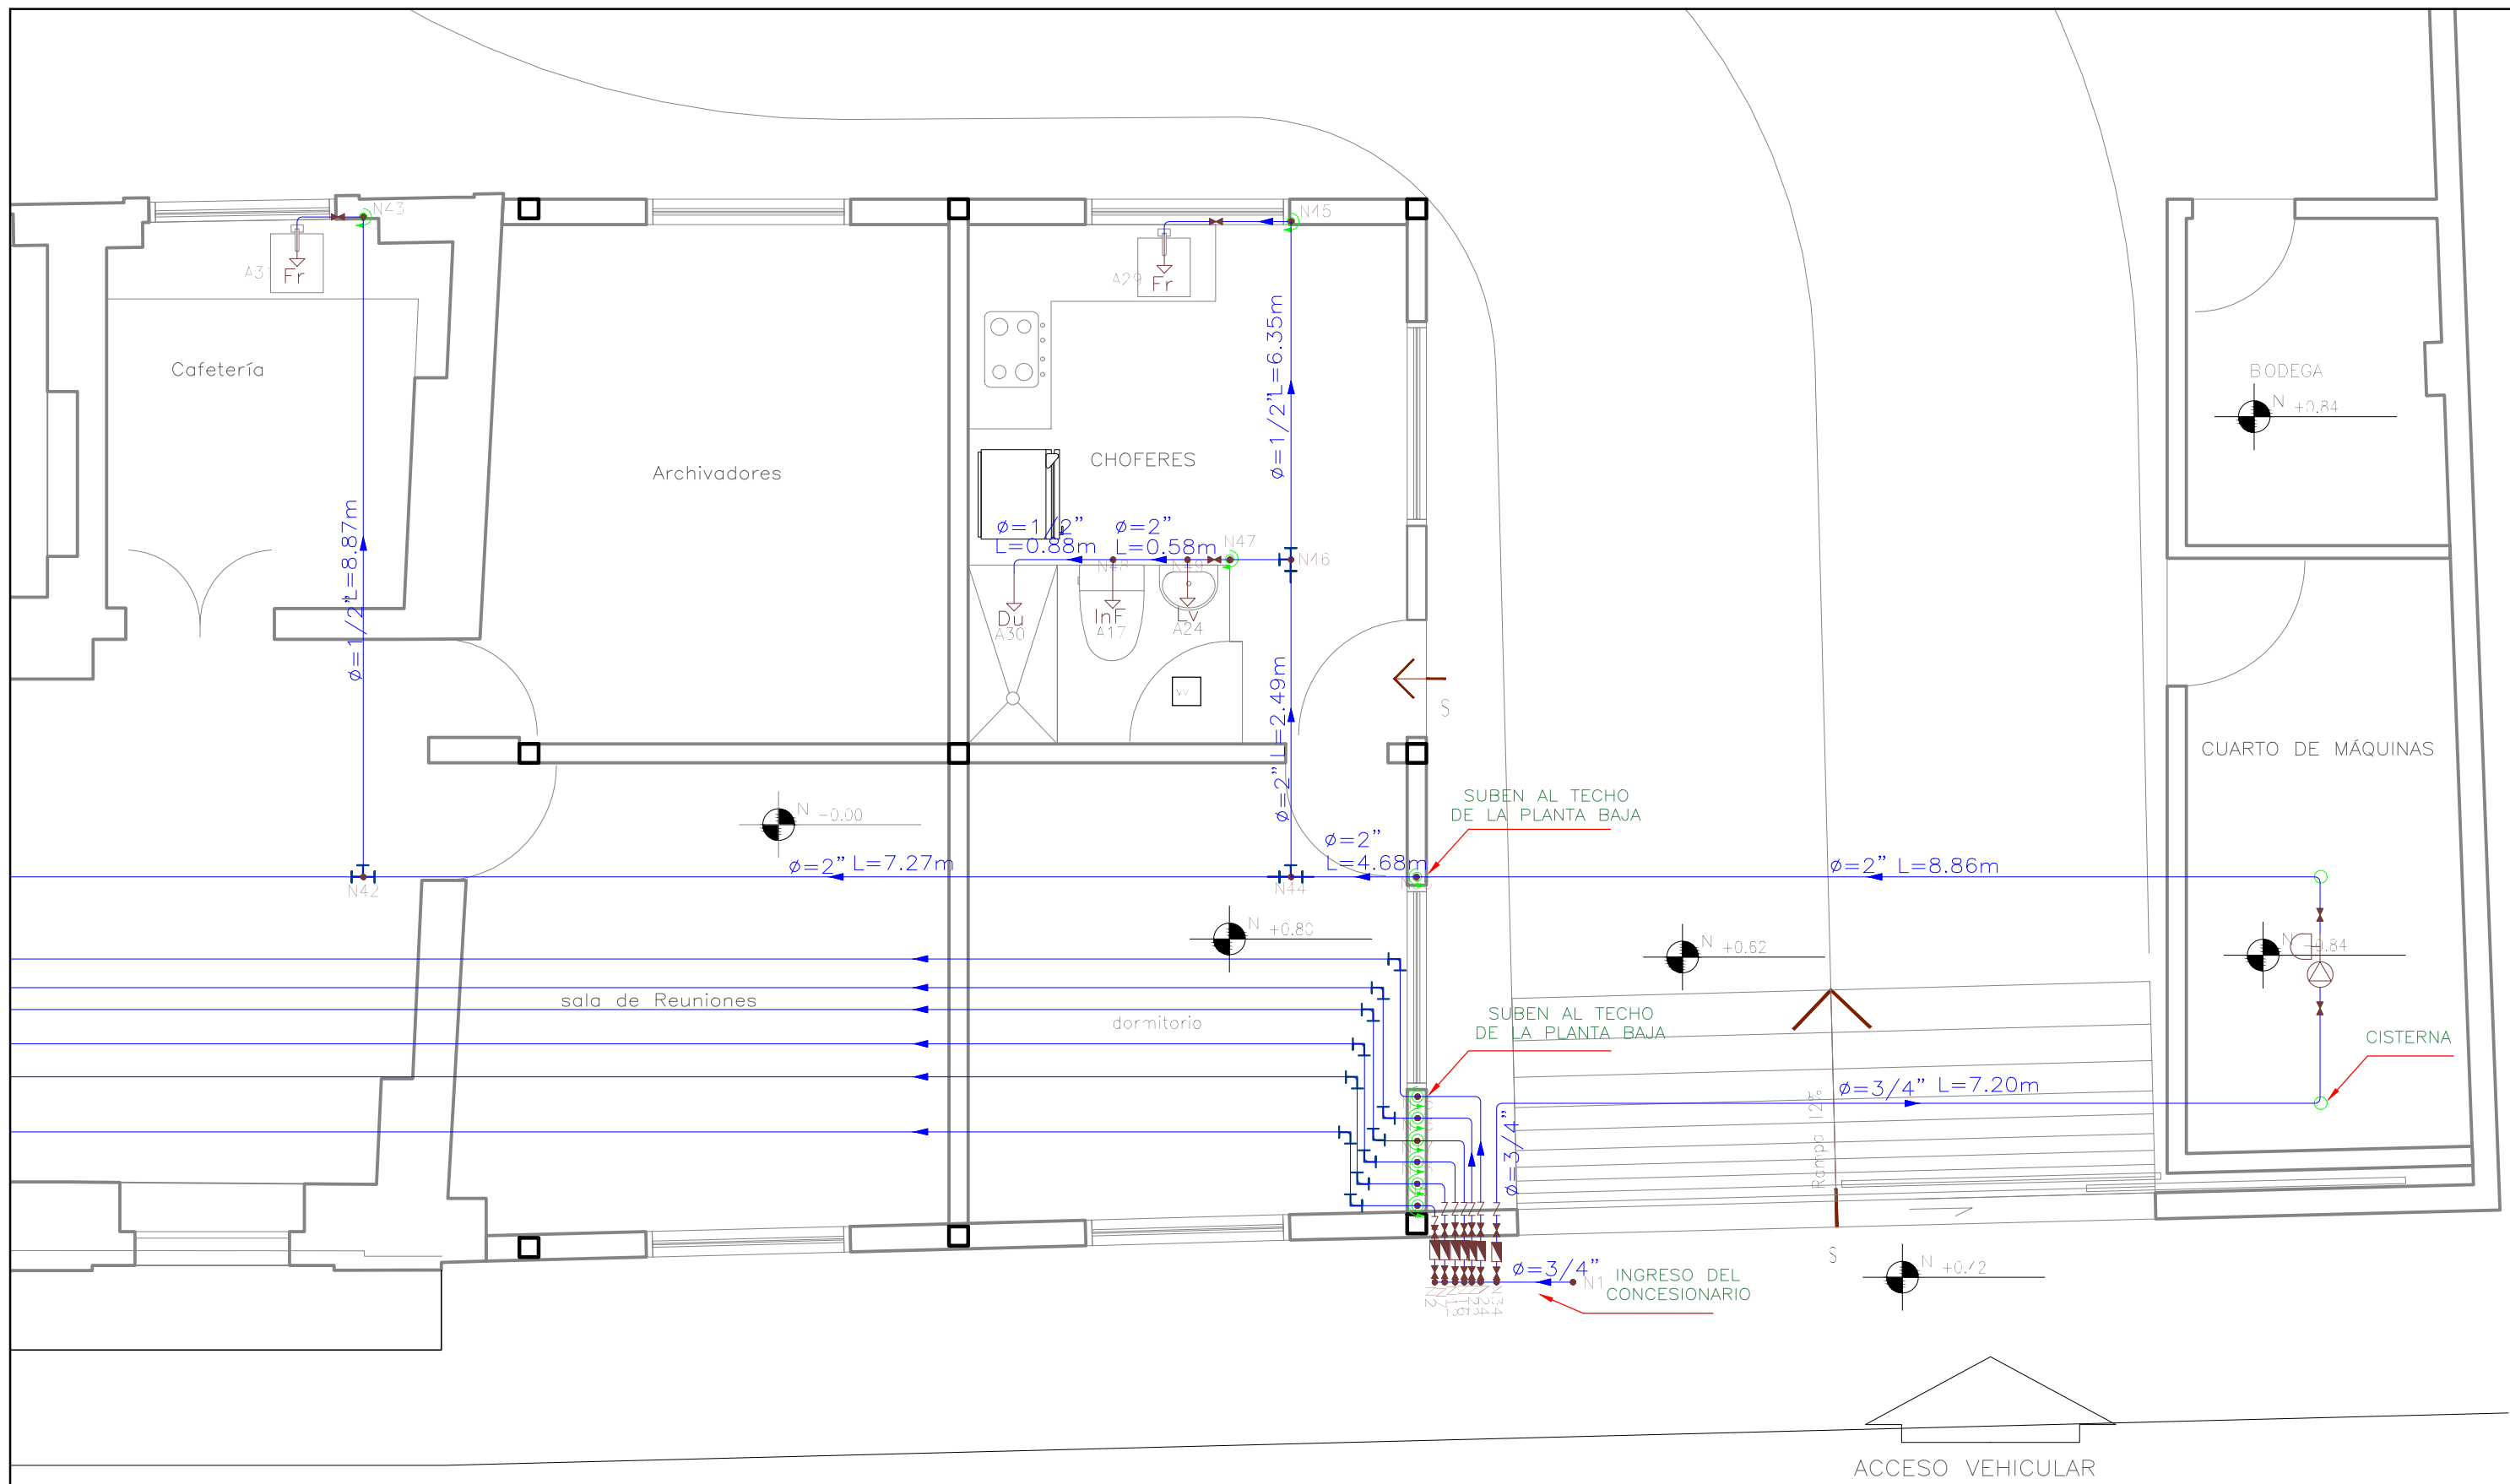 N43
N45
A31
Fr
A29
Fr
Cafetería
BODEGA
N +0.84
ø=1/2" L=6.35m
CHOFERES
Archivadores
ø=1/2" L=8.87m
ø=1/2"
L=0.88m
ø=2"
L=0.58m
N47
N46
N48
N49
Du
A30
InF
A17
Lv
A24
S
ø=2" L=2.49m
CUARTO DE MÁQUINAS
SUBEN AL TECHO
DE LA PLANTA BAJA
N -0.00
ø=2"
L=4.68m
ø=2" L=7.27m
ø=2" L=8.86m
N42
N44
N +0.80
N +0.62
sala de Reuniones
dormitorio
SUBEN AL TECHO
DE LA PLANTA BAJA
CISTERNA
ø=3/4" L=7.20m
ø=3/4"
Rampa 12%
S
ø=3/4"
N1
INGRESO DEL
CONCESIONARIO
N2
N34
ACCESO VEHICULAR